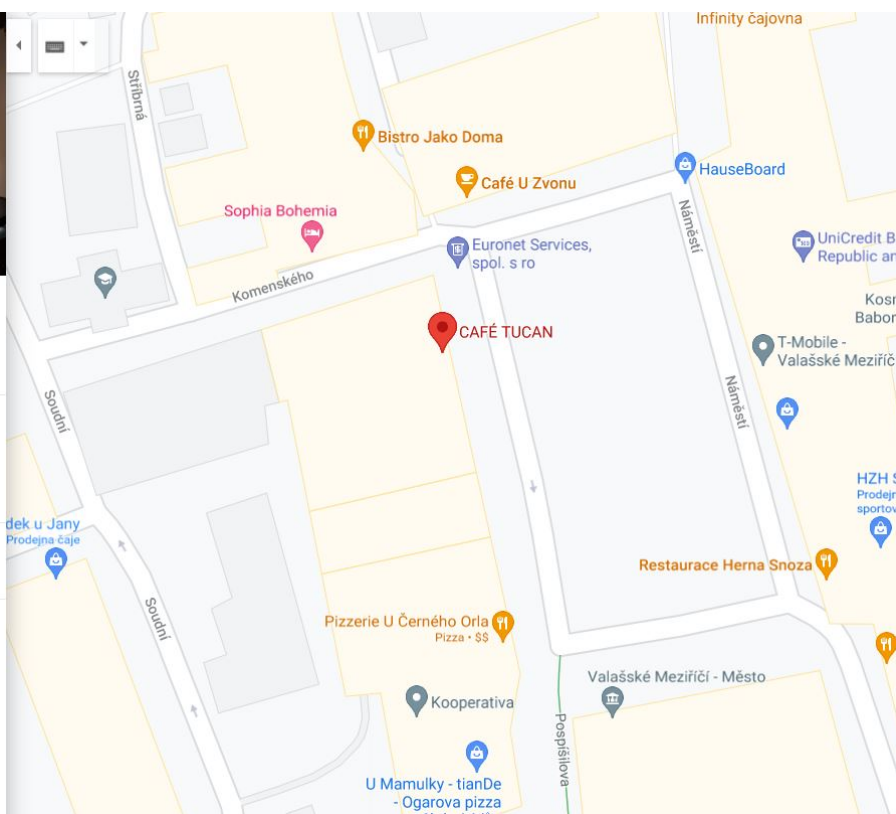 Infinity čajovna
Stříbrná
Bistro Jako Doma
HauseBoard
Café U Zvonu
Sophia Bohemia
Náměstí
UniCredit B
Republic an
Euronet Services,
spol. s ro
Komenského
Babor
CAFÉ TUCAN
T-Mobile -
Valašské Meziříč
Soudní
Náměstí
HZH S
Prodejn
sportov
dek u Jany
Prodejna čaje
Restaurace Herna Snoza
Soudní
Pizzerie U Černého Orla
Pizza • $$
Valašské Meziříčí - Město
Kooperativa
Pospíšilova
U Mamulky - tianDe
- Ogarova pizza